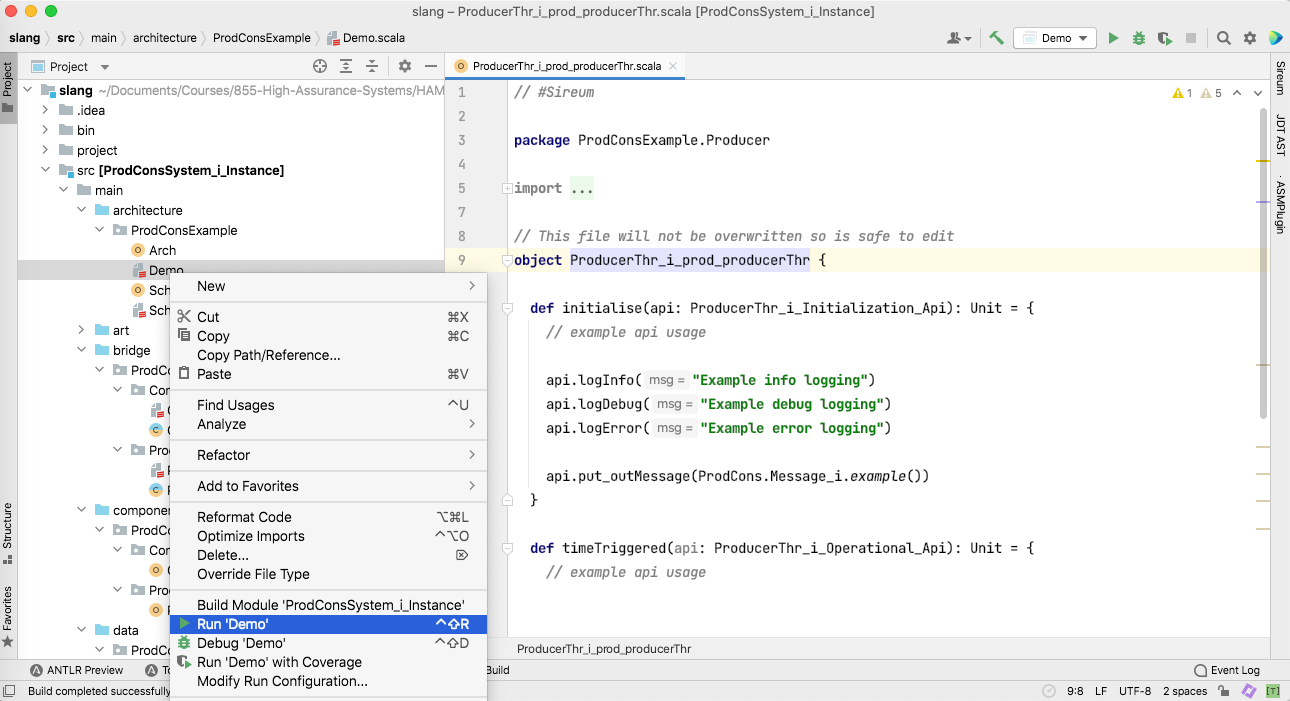 slang – ProducerThr_i_prod_producerThr.scala [ProdConsSystem_i_Instance]
slang src main architecture ProdConsExample Demo.scala
Demo
Project
Project
Structure
Favorites
slang ~/Documents/Courses/855-High-Assurance-Systems/HAM
.idea
bin
project
src [ProdConsSystem_i_Instance]
main
architecture
ProdConsExample
Arch
Demo
Sch
Sch
art
bridge
ProdCo
Con
Pro
componen
ProdCo
Con
Pro
data
ProdCo
New
Cut ⌘X
Copy ⌘C
Copy Path/Reference...
Paste ⌘V
Find Usages ^U
Analyze
Refactor
Add to Favorites
Reformat Code ⌥⌘L
Optimize Imports ^⌥O
Delete... ⌦
Override File Type
Build Module 'ProdConsSystem_i_Instance'
Run 'Demo' ^⇧R
Debug 'Demo' ^⇧D
Run 'Demo' with Coverage
Modify Run Configuration...
ProducerThr_i_prod_producerThr.scala
1 // #Sireum
2
3 package ProdConsExample.Producer
4
5 import ...
7
8 // This file will not be overwritten so is safe to edit
9 object ProducerThr_i_prod_producerThr {
def initialise(api: ProducerThr_i_Initialization_Api): Unit = {
// example api usage
api.logInfo( msg = "Example info logging")
api.logDebug( msg = "Example debug logging")
api.logError( msg = "Example error logging")
api.put_outMessage(ProdCons.Message_i.example())
}
def timeTriggered(api: ProducerThr_i_Operational_Api): Unit = {
// example api usage
1 5
ProducerThr_i_prod_producerThr
Sireum
JDT AST
ASMPlugin
ANTLR Preview
Build
Event Log
Build completed successfully
9:8 LF UTF-8 2 spaces [T]